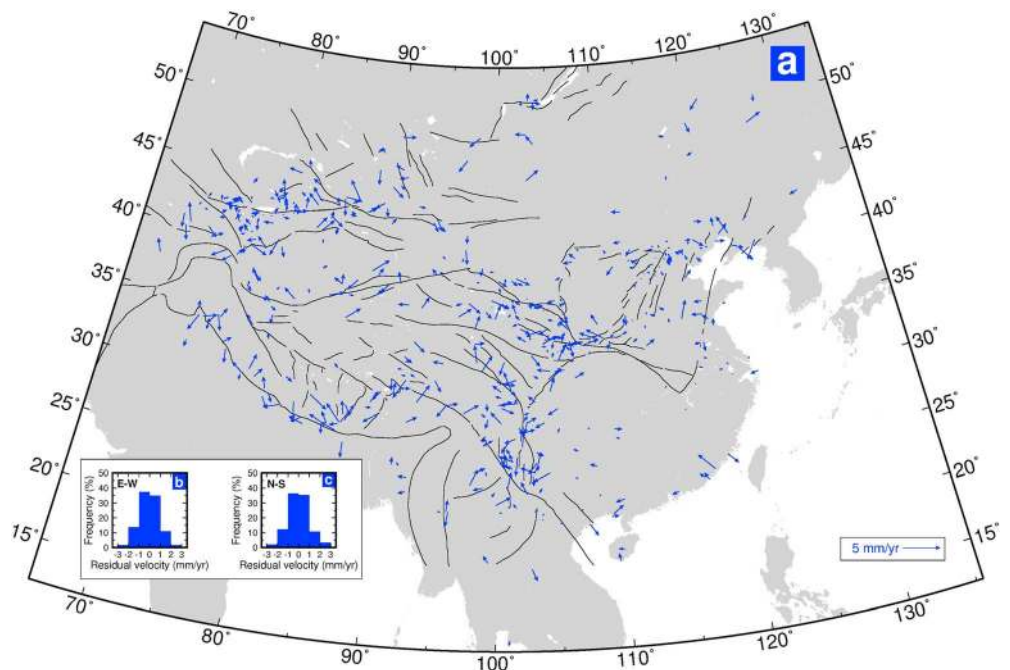 70° 80° 90° 100° 110° 120° 130°
a
50° 50°
45° 45°
40° 40°
35° 35°
30° 30°
25° 25°
20° 20°
15° 15°
E-W b
Frequency (%)
50
40
30
20
10
0
-3 -2 -1 0 1 2 3
Residual velocity (mm/yr)
N-S c
Frequency (%)
50
40
30
20
10
0
-3 -2 -1 0 1 2 3
Residual velocity (mm/yr)
5 mm/yr
70° 80° 90° 100° 110° 120° 130°